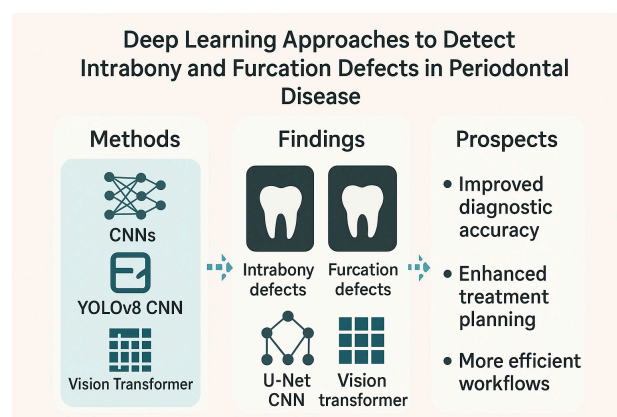 Deep Learning Approaches to Detect
Intrabony and Furcation Defects in Periodontal
Disease
Methods
CNNs
YOLOv8 CNN
Vision Transformer
Findings
Intrabony
defects
Furcation
defects
U-Net
CNN
Vision
transformer
Prospects
• Improved
diagnostic
accuracy
• Enhanced
treatment
planning
• More efficient
workflows